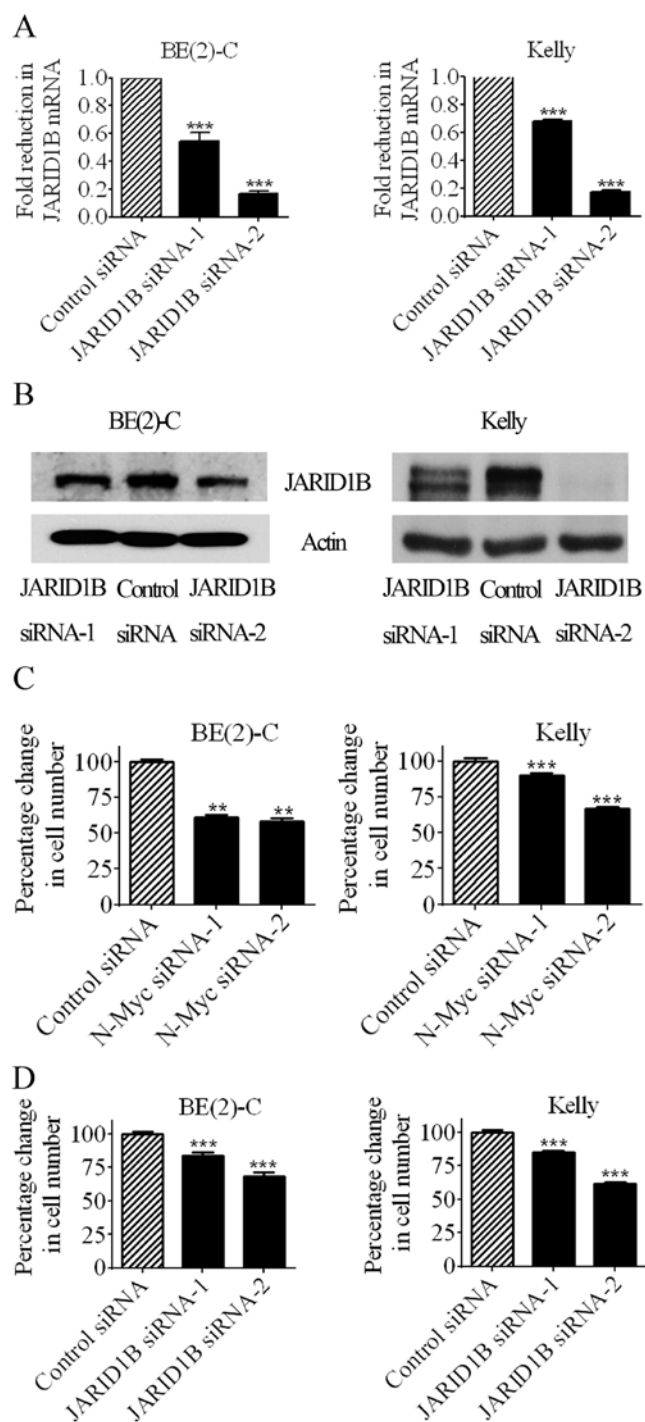 A
BE(2)-C
Kelly
Fold reduction in
JARID1B mRNA
1.0
0.8
0.6
0.4
0.2
0.0
***
***
Control siRNA
JARID1B siRNA-1
JARID1B siRNA-2
Fold reduction in
JARID1B mRNA
1.0
0.8
0.6
0.4
0.2
0.0
***
***
Control siRNA
JARID1B siRNA-1
JARID1B siRNA-2
B
BE(2)-C
Kelly
JARID1B
Actin
JARID1B Control JARID1B
siRNA-1 siRNA siRNA-2
JARID1B Control JARID1B
siRNA-1 siRNA siRNA-2
C
BE(2)-C
Percentage change
in cell number
100
75
50
25
0
**
**
Control siRNA
N-Myc siRNA-1
N-Myc siRNA-2
Kelly
Percentage change
in cell number
100
75
50
25
0
***
***
Control siRNA
N-Myc siRNA-1
N-Myc siRNA-2
D
BE(2)-C
Percentage change
in cell number
100
75
50
25
0
***
***
Control siRNA
JARID1B siRNA-1
JARID1B siRNA-2
Kelly
Percentage change
in cell number
100
75
50
25
0
***
***
Control siRNA
JARID1B siRNA-1
JARID1B siRNA-2